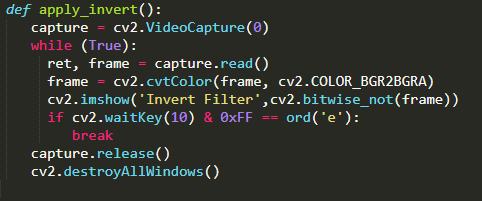 def apply_invert():
    capture = cv2.VideoCapture(0)
    while (True):
        ret, frame = capture.read()
        frame = cv2.cvtColor(frame, cv2.COLOR_BGR2BGRA)
        cv2.imshow('Invert Filter',cv2.bitwise_not(frame))
        if cv2.waitKey(10) & 0xFF == ord('e'):
            break
    capture.release()
    cv2.destroyAllWindows()